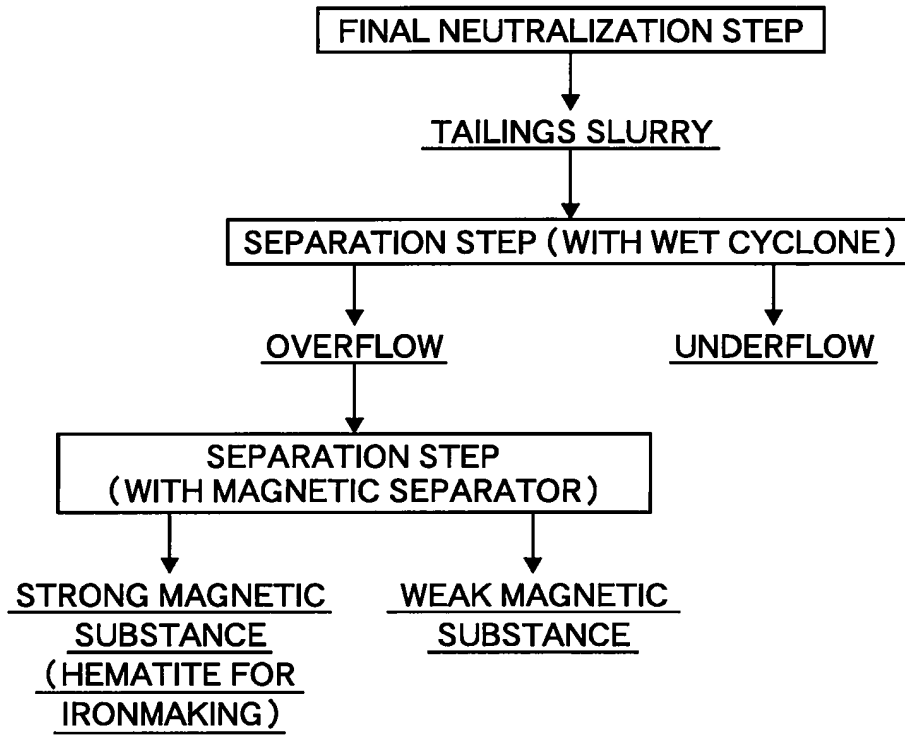 FINAL NEUTRALIZATION STEP
TAILINGS SLURRY
SEPARATION STEP (WITH WET CYCLONE)
OVERFLOW
UNDERFLOW
SEPARATION STEP
(WITH MAGNETIC SEPARATOR)
STRONG MAGNETIC
SUBSTANCE
(HEMATITE FOR
IRONMAKING)
WEAK MAGNETIC
SUBSTANCE